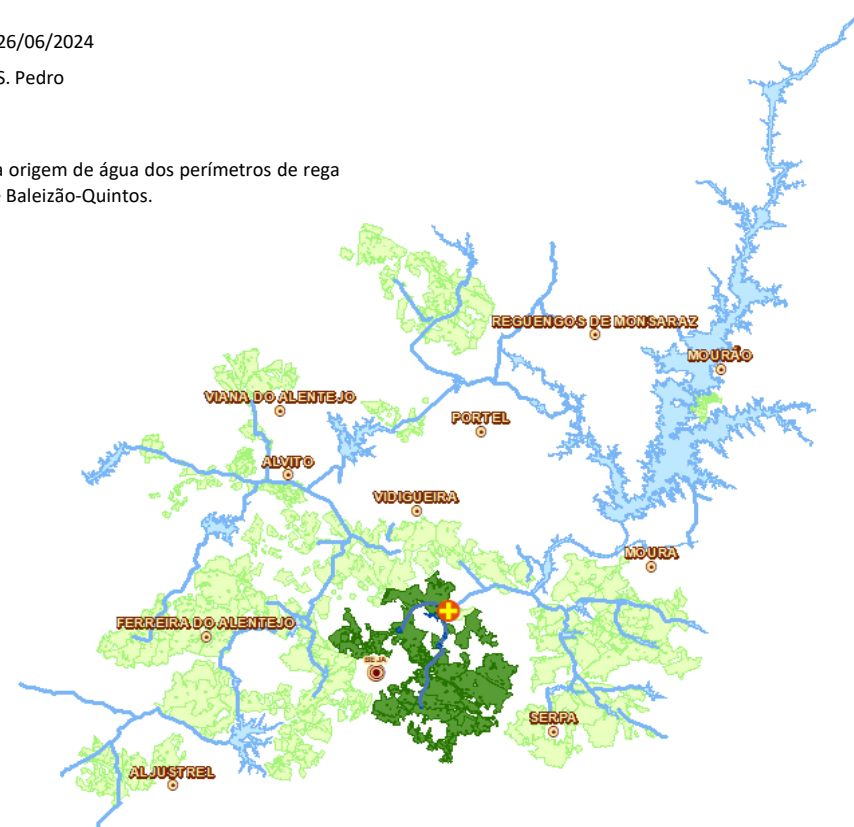 26/06/2024
S. Pedro
a origem de água dos perímetros de rega
Baleizão-Quintos.
REGUENGOS DE MONSARAZ
MOURÃO
VIANA DO ALENTEJO
PORTEL
ALVITO
VIDIGUEIRA
MOURA
FERREIRA DO ALENTEJO
BEJA
SERPA
ALJUSTREL